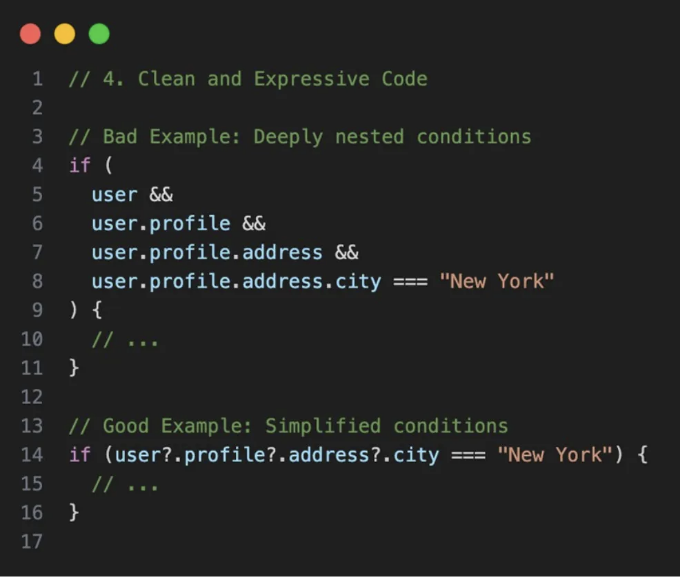 1 // 4. Clean and Expressive Code
2
3 // Bad Example: Deeply nested conditions
4 if (
5 user &&
6 user.profile &&
7 user.profile.address &&
8 user.profile.address.city === "New York"
9 ) {
10 // ...
11 }
12
13 // Good Example: Simplified conditions
14 if (user?.profile?.address?.city === "New York") {
15 // ...
16 }
17